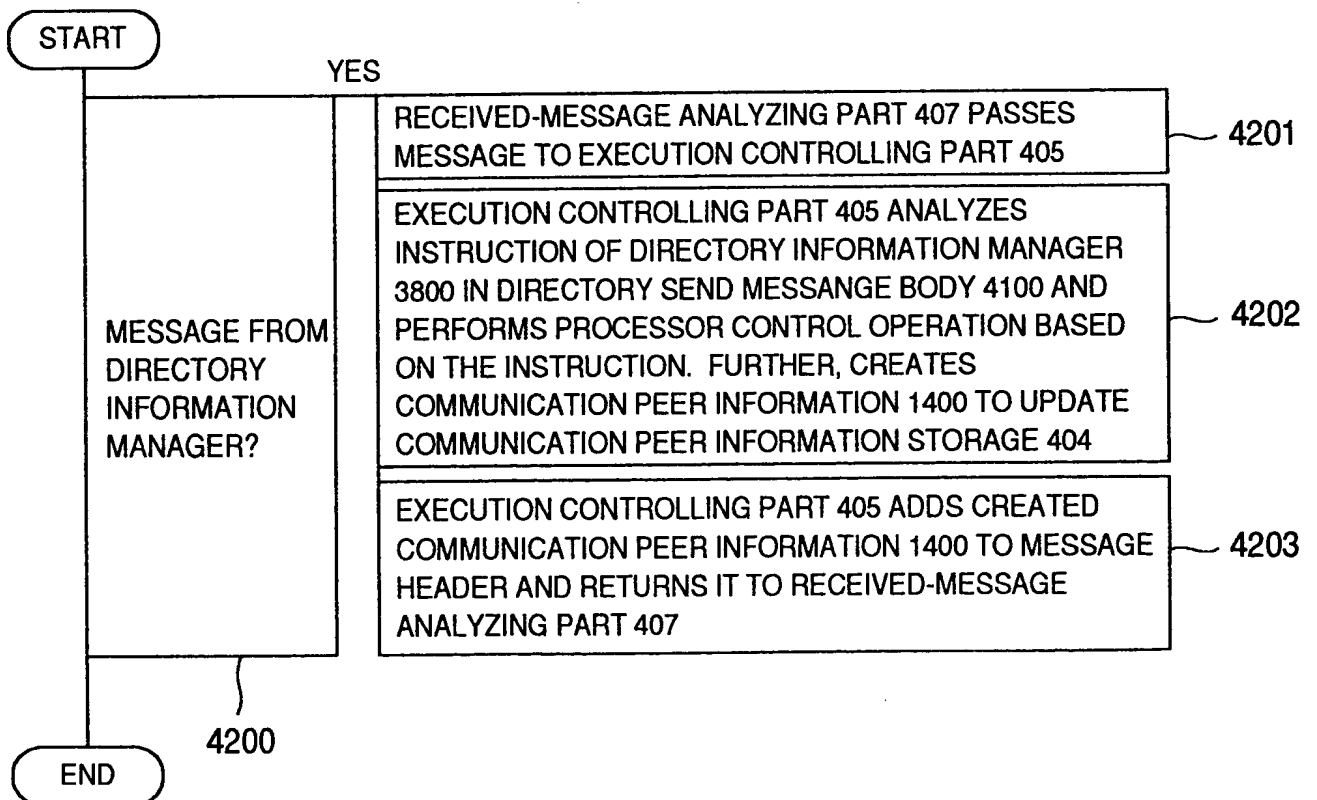 START
YES
RECEIVED-MESSAGE ANALYZING PART 407 PASSES
MESSAGE TO EXECUTION CONTROLLING PART 405
4201
EXECUTION CONTROLLING PART 405 ANALYZES
INSTRUCTION OF DIRECTORY INFORMATION MANAGER
3800 IN DIRECTORY SEND MESSANGE BODY 4100 AND
PERFORMS PROCESSOR CONTROL OPERATION BASED
ON THE INSTRUCTION. FURTHER, CREATES
COMMUNICATION PEER INFORMATION 1400 TO UPDATE
COMMUNICATION PEER INFORMATION STORAGE 404
4202
MESSAGE FROM
DIRECTORY
INFORMATION
MANAGER?
EXECUTION CONTROLLING PART 405 ADDS CREATED
COMMUNICATION PEER INFORMATION 1400 TO MESSAGE
HEADER AND RETURNS IT TO RECEIVED-MESSAGE
ANALYZING PART 407
4203
4200
END